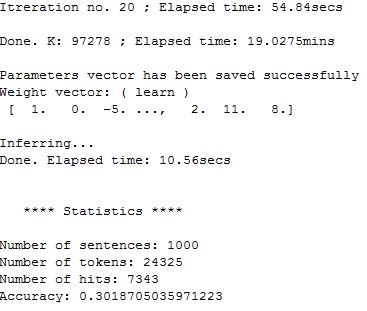 Itreration no. 20 ; Elapsed time: 54.84secs
Done. K: 97278 ; Elapsed time: 19.0275mins
Parameters vector has been saved successfully
Weight vector: ( learn )
[ 1. 0. -5. ..., 2. 11. 8.]
Inferring...
Done. Elapsed time: 10.56secs
**** Statistics ****
Number of sentences: 1000
Number of tokens: 24325
Number of hits: 7343
Accuracy: 0.3018705035971223